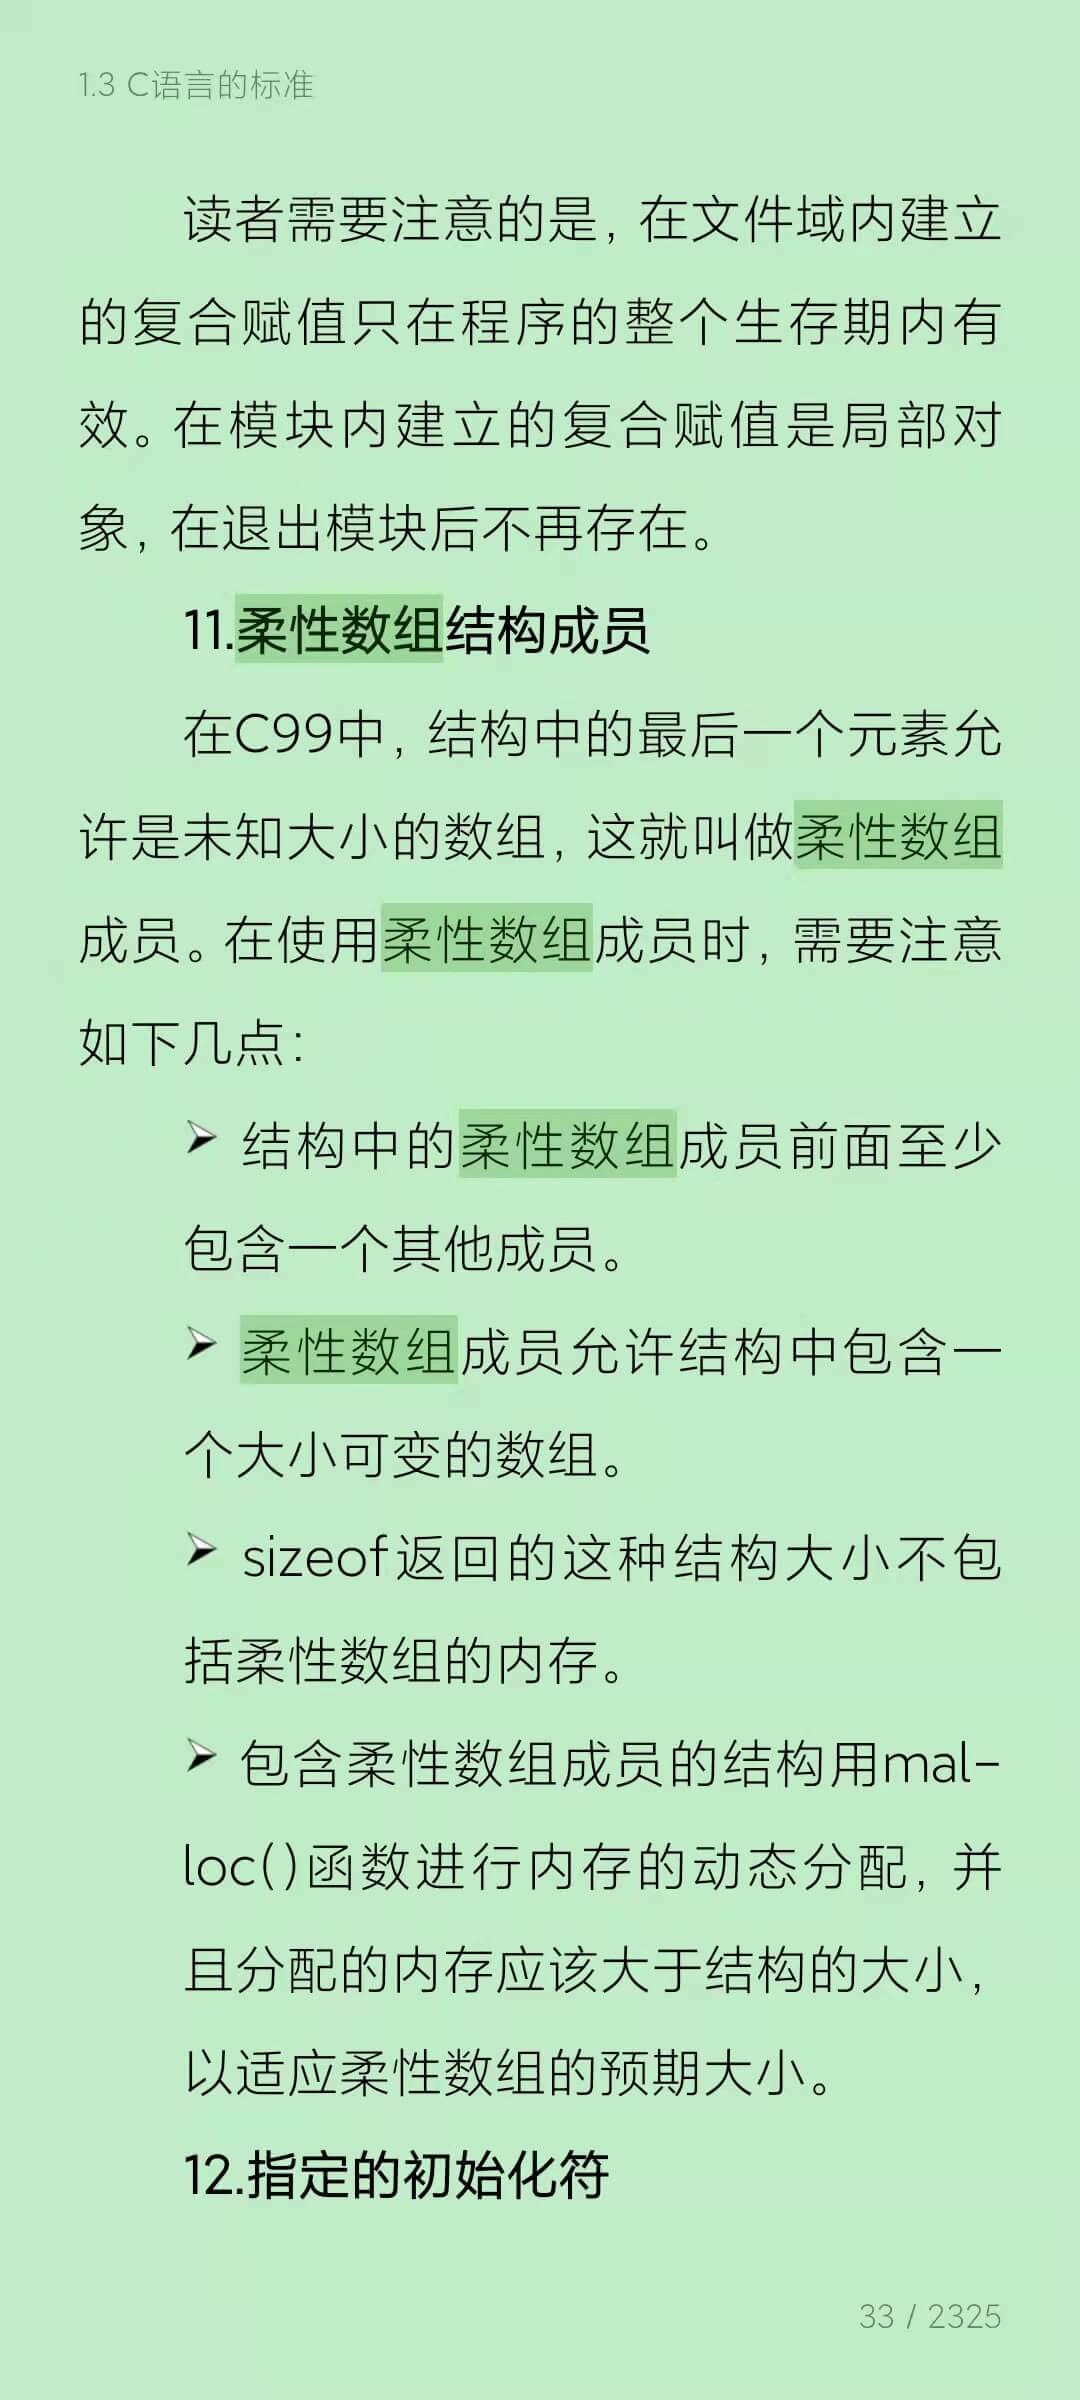 1.3 C语言的标准
读者需要注意的是，在文件域内建立
的复合赋值只在程序的整个生存期内有
效。在模块内建立的复合赋值是局部对
象，在退出模块后不再存在。
11.柔性数组结构成员
在C99中，结构中的最后一个元素允
许是未知大小的数组，这就叫做柔性数组
成员。在使用柔性数组成员时，需要注意
如下几点：
➢ 结构中的柔性数组成员前面至少
包含一个其他成员。
➢ 柔性数组成员允许结构中包含一
个大小可变的数组。
➢ sizeof返回的这种结构大小不包
括柔性数组的内存。
➢ 包含柔性数组成员的结构用mal-
loc()函数进行内存的动态分配，并
且分配的内存应该大于结构的大小，
以适应柔性数组的预期大小。
12.指定的初始化符
33 / 2325